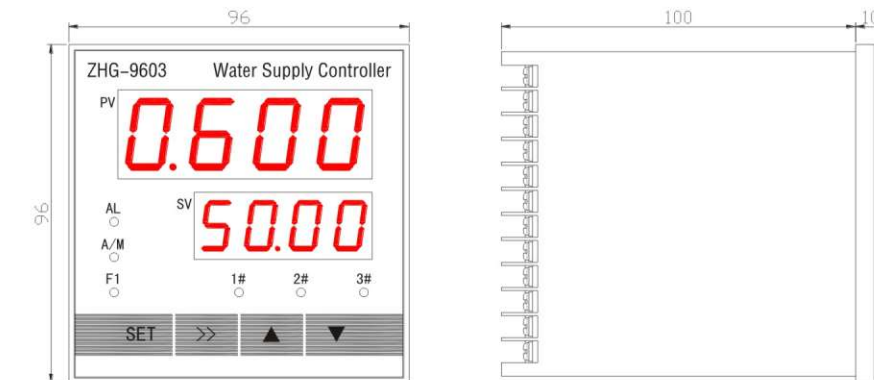 96
100
10
ZHG-9603 Water Supply Controller
PV
0.600
96
AL
SV
50.00
A/M
F1
1# 2# 3#
SET >> ▲ ▼